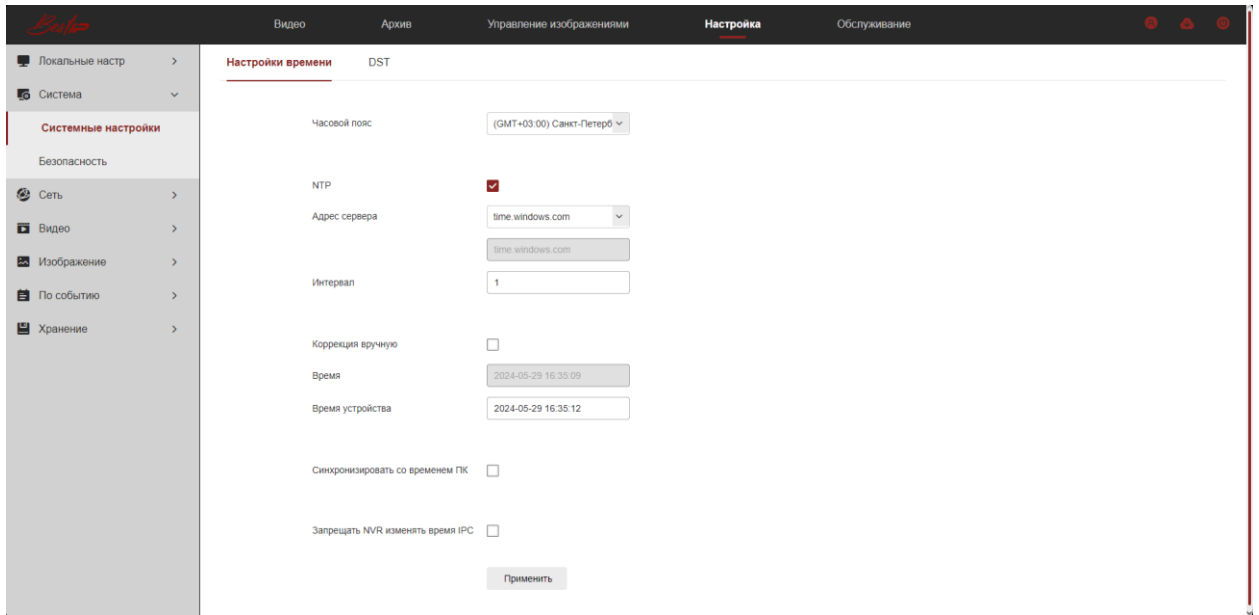 Видео Архив Управление изображениями Настройка Обслуживание
Локальные настр
Система
Системные настройки
Безопасность
Сеть
Видео
Изображение
По событию
Хранение
Настройки времени DST
Часовой пояс (GMT+03:00) Санкт-Петерб
NTP
Адрес сервера time.windows.com
time.windows.com
Интервал 1
Коррекция вручную
Время 2024-05-29 16:35:09
Время устройства 2024-05-29 16:35:12
Синхронизировать со временем ПК
Запрещать NVR изменять время IPC
Применить